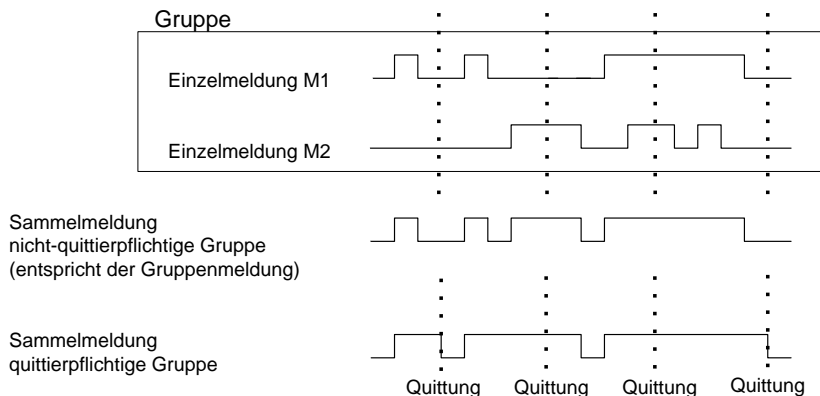 Gruppe
Einzelmeldung M1
Einzelmeldung M2
Sammelmeldung
nicht-quittierpflichtige Gruppe
(entspricht der Gruppenmeldung)
Sammelmeldung
quittierpflichtige Gruppe
Quittung Quittung Quittung Quittung